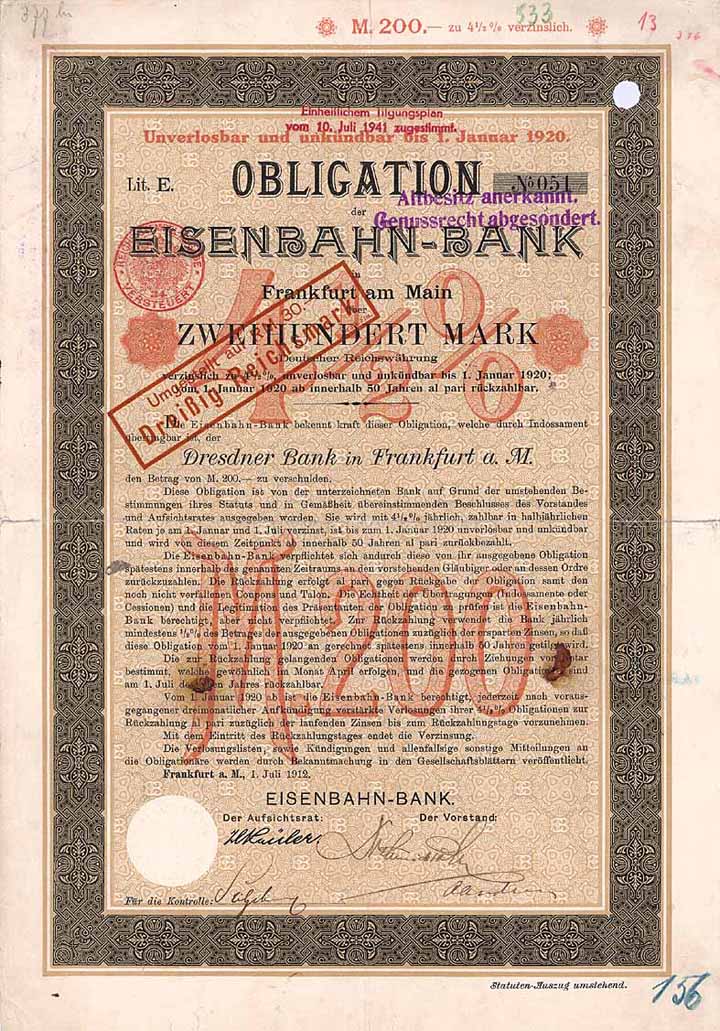 377
533
13
376
M. 200.— zu 4½% verzinslich.
Einheitlichem Tilgungsplan
vom 10. Juli 1941 zugestimmt.
Unverlosbar und unkündbar bis 1. Januar 1920.
Lit. E. OBLIGATION № 051
Altbesitz anerkannt.
der
Genussrecht abgesondert.
EISENBAHN-BANK
in
Frankfurt am Main
über
4½%
ZWEIHUNDERT MARK
VERSTEUERT
Umgestellt auf RM 30.-
Dreißig Reichsmark
Deutscher Reichswährung
verzinslich zu 4½%, unverlosbar und unkündbar bis 1. Januar 1920;
vom 1. Januar 1920 ab innerhalb 50 Jahren al pari rückzahlbar.
Die Eisenbahn-Bank bekennt kraft dieser Obligation, welche durch Indossament
übertragbar ist, der
Dresdner Bank in Frankfurt a. M.
den Betrag von M. 200.— zu verschulden.
Diese Obligation ist von der unterzeichneten Bank auf Grund der umstehenden Be-
stimmungen ihres Statuts und in Gemäßheit übereinstimmenden Beschlusses des Vorstandes
und Aufsichtsrates ausgegeben worden. Sie wird mit 4½% jährlich, zahlbar in halbjährlichen
Raten je am 1. Januar und 1. Juli verzinst, ist bis zum 1. Januar 1920 unverlosbar und unkündbar
und wird von diesem Zeitpunkt ab innerhalb 50 Jahren al pari zurückbezahlt.
Die Eisenbahn-Bank verpflichtet sich andurch diese von ihr ausgegebene Obligation
spätestens innerhalb des genannten Zeitraums an den vorstehenden Gläubiger oder an dessen Ordre
zurückzuzahlen. Die Rückzahlung erfolgt al pari gegen Rückgabe der Obligation samt den
noch nicht verfallenen Coupons und Talon. Die Echtheit der Übertragungen (Indossamente oder
Cessionen) und die Legitimation des Präsentanten der Obligation zu prüfen ist die Eisenbahn-
Bank berechtigt, aber nicht verpflichtet. Zur Rückzahlung verwendet die Bank jährlich
mindestens ½% des Betrages der ausgegebenen Obligationen zuzüglich der ersparten Zinsen, so daß
diese Obligation vom 1. Januar 1920 an gerechnet spätestens innerhalb 50 Jahren getilgt wird.
Die zur Rückzahlung gelangenden Obligationen werden durch Ziehungen vor Notar
bestimmt, welche gewöhnlich im Monat April erfolgen, und die gezogenen Obligationen sind
am 1. Juli des Jahres rückzahlbar.
Vom 1. Januar 1920 ab ist die Eisenbahn-Bank berechtigt, jederzeit nach voraus-
gegangener dreimonatlicher Aufkündigung verstärkte Verlosungen ihrer 4½% Obligationen zur
Rückzahlung al pari zuzüglich der laufenden Zinsen bis zum Rückzahlungstage vorzunehmen.
Mit dem Eintritt des Rückzahlungstages endet die Verzinsung.
Die Verlosungslisten, sowie Kündigungen und allenfallsige sonstige Mitteilungen an
die Obligationäre werden durch Bekanntmachung in den Gesellschaftsblättern veröffentlicht.
M. 200
Frankfurt a. M., 1. Juli 1912.
EISENBAHN-BANK.
Der Aufsichtsrat: Der Vorstand:
Für die Kontrolle:
Statuten-Auszug umstehend.
156